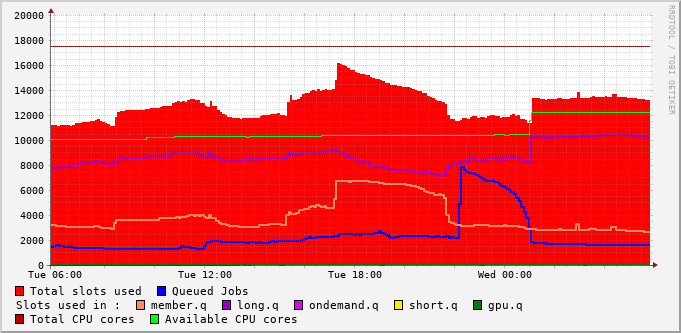 20000
18000
16000
14000
12000
10000
8000
6000
4000
2000
0
Tue 06:00 Tue 12:00 Tue 18:00 Wed 00:00
RRDTOOL / TOBI OETIKER
Total slots used Queued Jobs
Slots used in : member.q long.q ondemand.q short.q gpu.q
Total CPU cores Available CPU cores